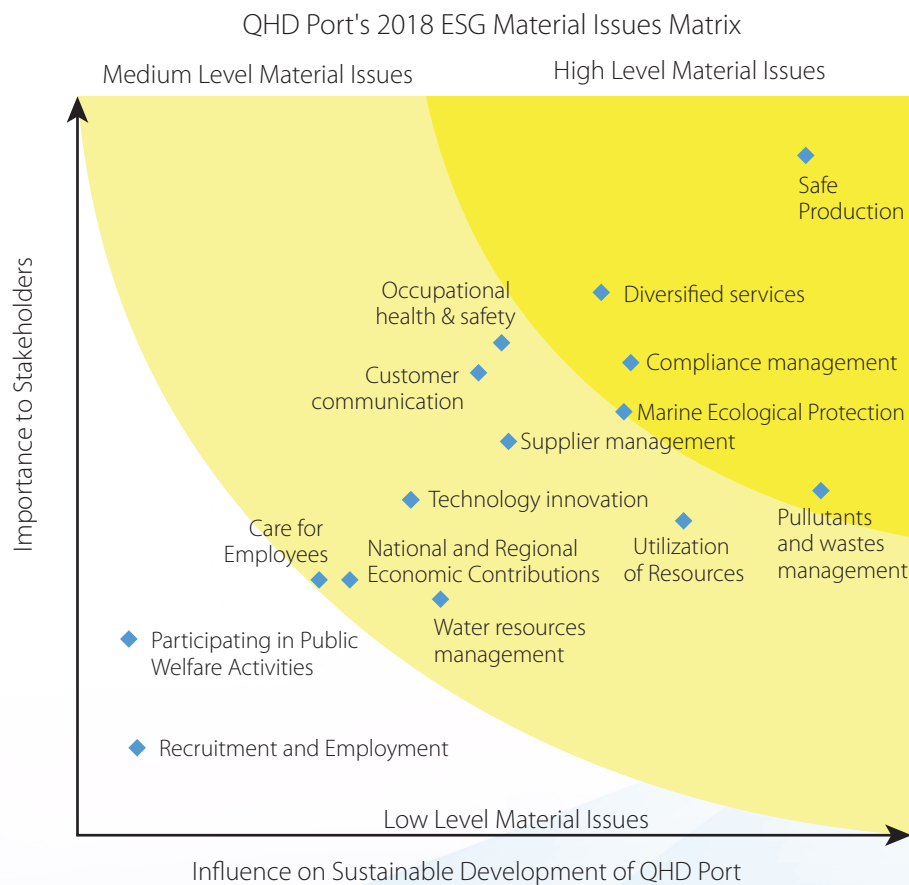 QHD Port's 2018 ESG Material Issues Matrix
Medium Level Material Issues
High Level Material Issues
Importance to Stakeholders
Safe
Production
Occupational
health & safety
Diversified services
Customer
communication
Compliance management
Marine Ecological Protection
Supplier management
Technology innovation
Care for
Employees
National and Regional
Economic Contributions
Utilization
of Resources
Pollutants
and wastes
management
Water resources
management
Participating in Public
Welfare Activities
Recruitment and Employment
Low Level Material Issues
Influence on Sustainable Development of QHD Port